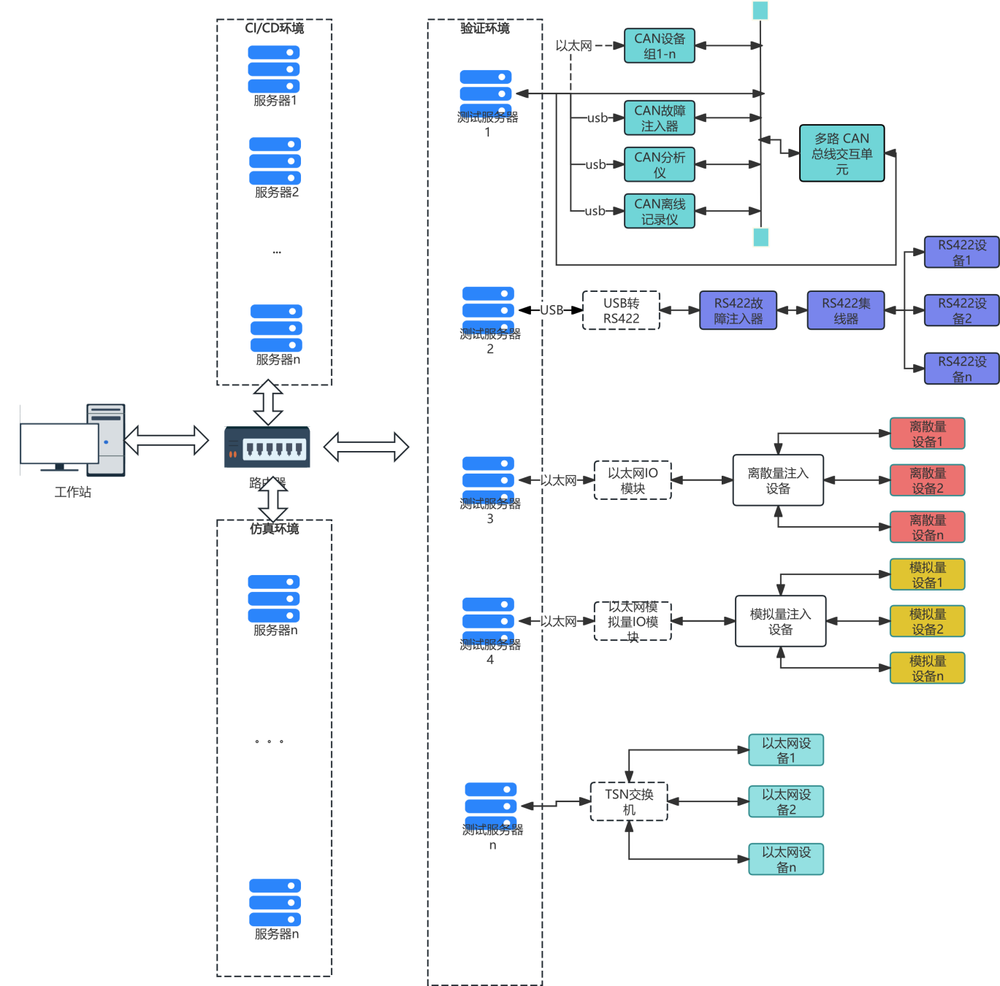 CI/CD环境
服务器1
服务器2
...
服务器n
工作站
路由器
仿真环境
服务器n
。。。
服务器n
验证环境
测试服务器
1
测试服务器
2
测试服务器
3
测试服务器
4
测试服务器
n
以太网
CAN设备
组1-n
usb
CAN故障
注入器
usb
CAN分析
仪
usb
CAN离线
记录仪
多路 CAN
总线交互单
元
USB
USB转
RS422
RS422故
障注入器
RS422集
线器
RS422设
备1
RS422设
备2
RS422设
备n
以太网
以太网IO
模块
离散量注入
设备
离散量
设备1
离散量
设备2
离散量
设备n
以太网
以太网模
拟量IO模
块
模拟量注入
设备
模拟量
设备1
模拟量
设备2
模拟量
设备n
TSN交换
机
以太网设
备1
以太网设
备2
以太网设
备n